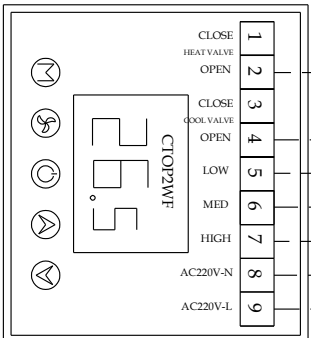 CLOSE 1
HEAT VALVE
OPEN 2
CLOSE 3
COOL VALVE
OPEN 4
LOW 5
MED 6
HIGH 7
AC220V-N 8
AC220V-L 9
M
CTOP2WF
26.5